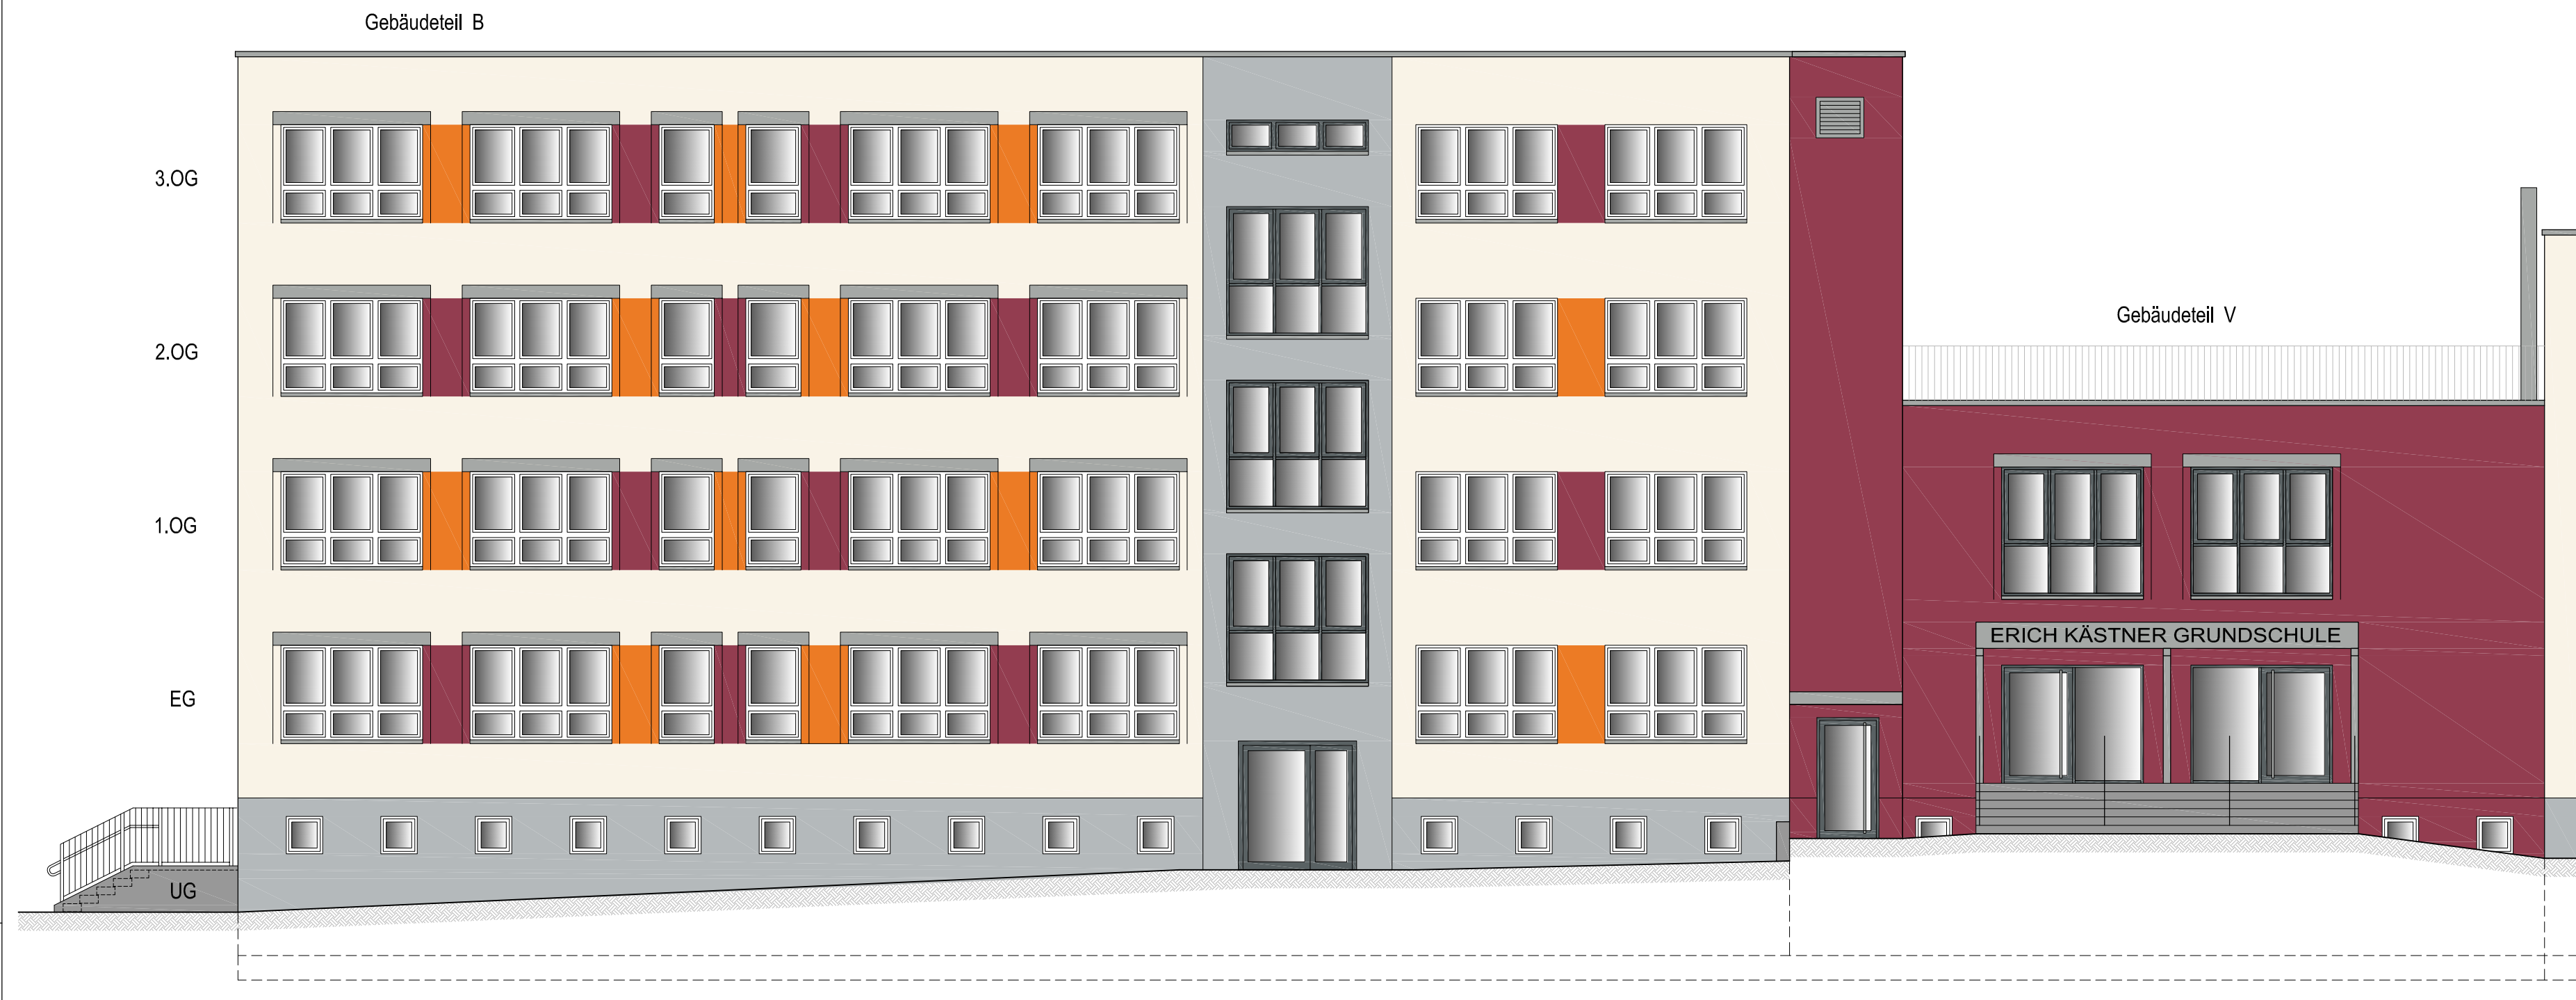 Gebäudeteil B
3.OG
2.OG
Gebäudeteil V
1.OG
ERICH KÄSTNER GRUNDSCHULE
EG
UG